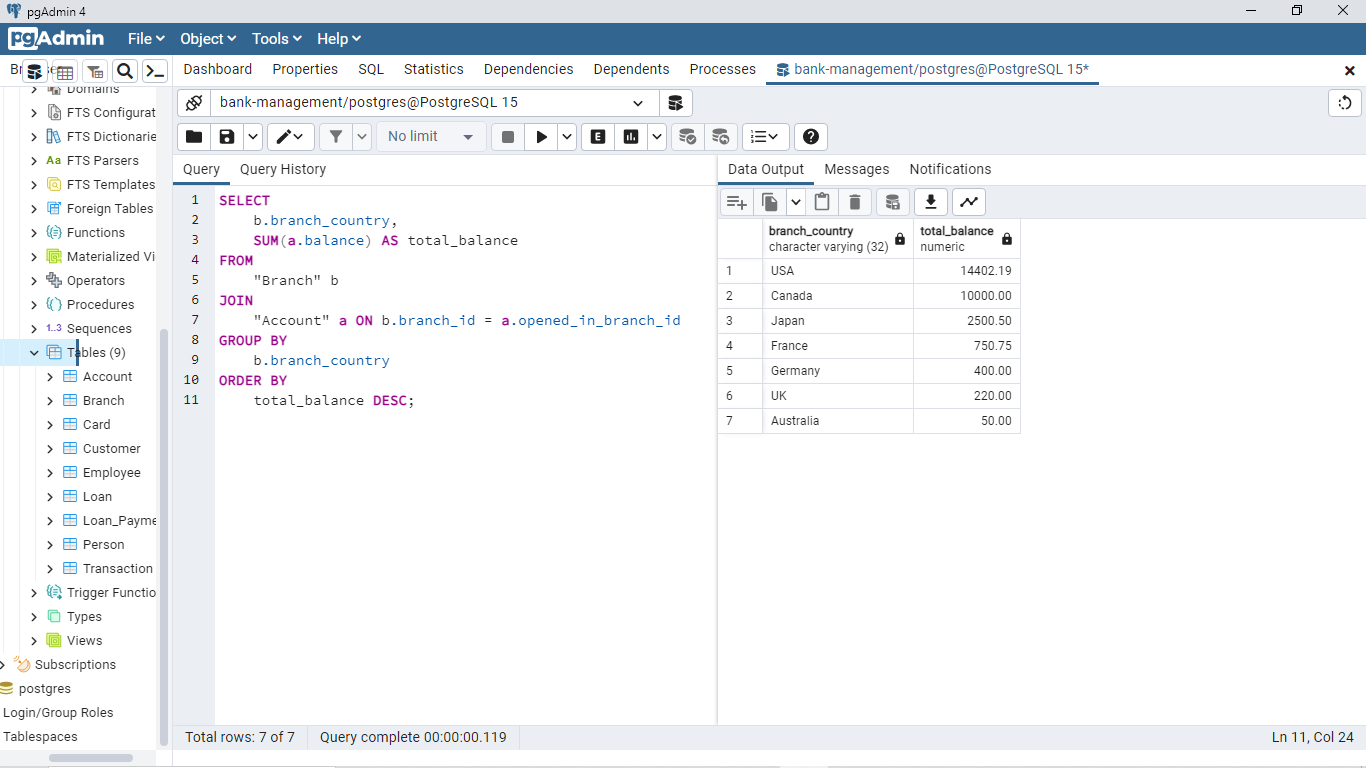 pgAdmin 4
pgAdmin File Object Tools Help
Dashboard Properties SQL Statistics Dependencies Dependents Processes bank-management/postgres@PostgreSQL 15*
bank-management/postgres@PostgreSQL 15
No limit
E
Domains
FTS Configurat
FTS Dictionarie
Aa FTS Parsers
FTS Templates
Foreign Tables
Functions
Materialized Vi
Operators
Procedures
1..3 Sequences
Tables (9)
Account
Branch
Card
Customer
Employee
Loan
Loan_Payme
Person
Transaction
Trigger Functio
Types
Views
Subscriptions
postgres
Login/Group Roles
Tablespaces
Query Query History
1 SELECT
2 b.branch_country,
3 SUM(a.balance) AS total_balance
4 FROM
5 "Branch" b
6 JOIN
7 "Account" a ON b.branch_id = a.opened_in_branch_id
8 GROUP BY
9 b.branch_country
10 ORDER BY
11 total_balance DESC;
Data Output Messages Notifications
branch_country total_balance
character varying (32) numeric
1 USA 14402.19
2 Canada 10000.00
3 Japan 2500.50
4 France 750.75
5 Germany 400.00
6 UK 220.00
7 Australia 50.00
Total rows: 7 of 7 Query complete 00:00:00.119 Ln 11, Col 24